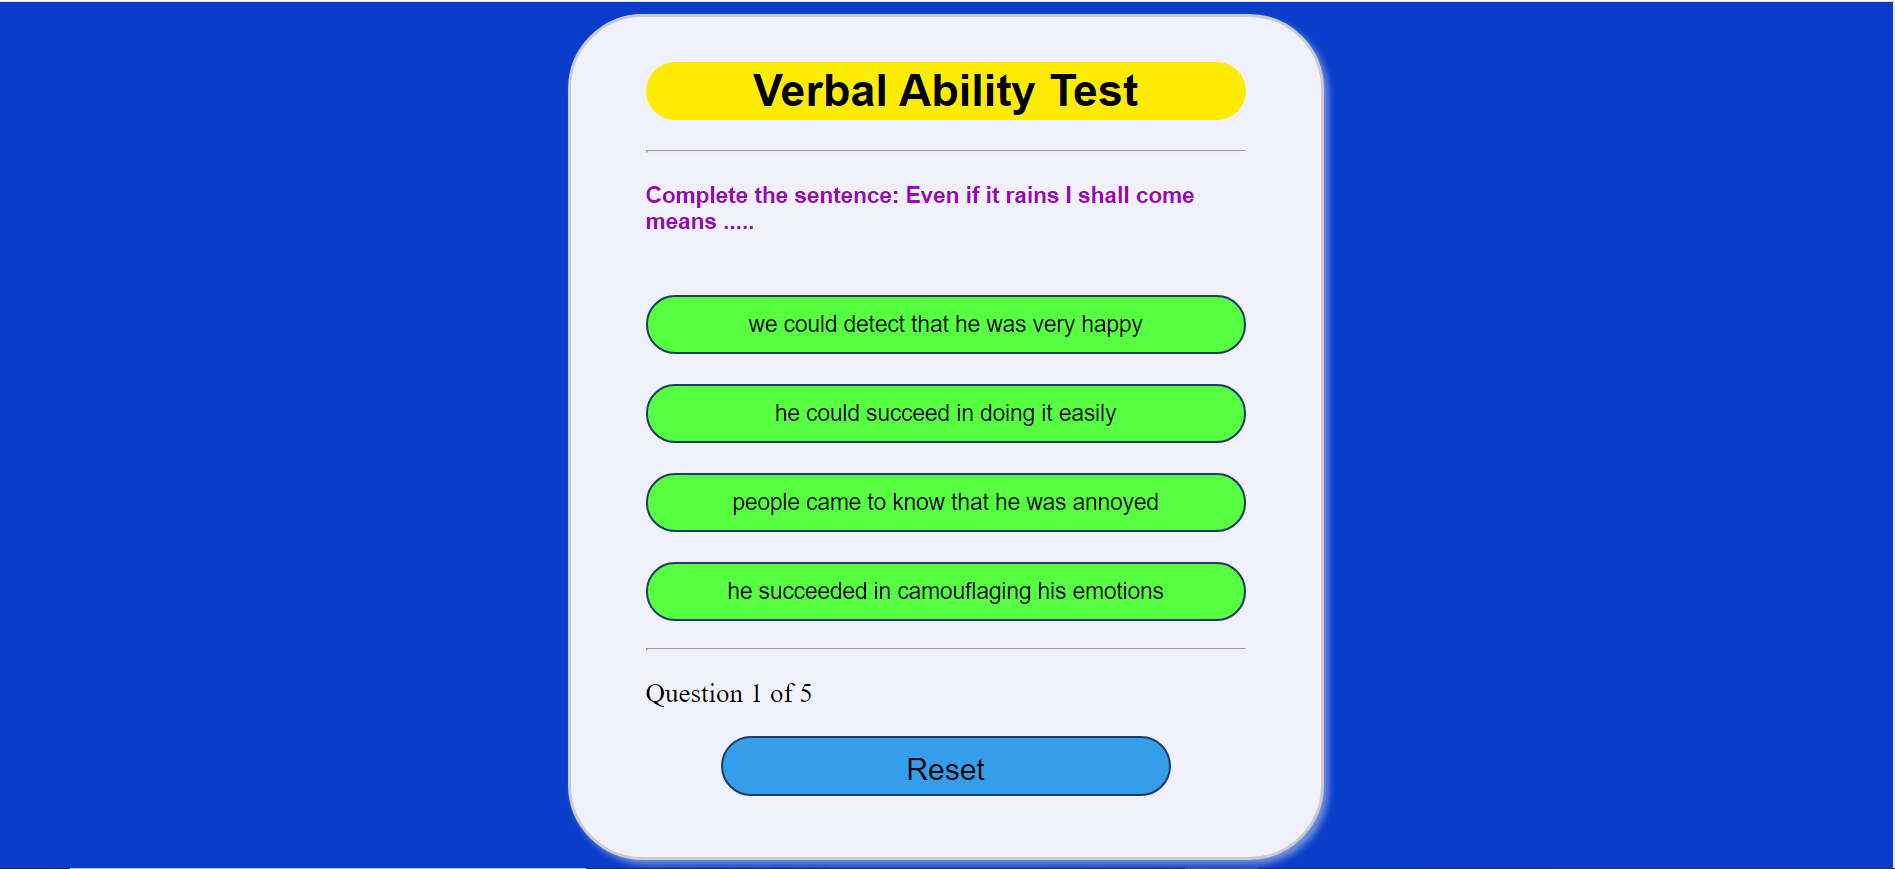 Verbal Ability Test
Complete the sentence: Even if it rains I shall come
means .....
we could detect that he was very happy
he could succeed in doing it easily
people came to know that he was annoyed
he succeeded in camouflaging his emotions
Question 1 of 5
Reset